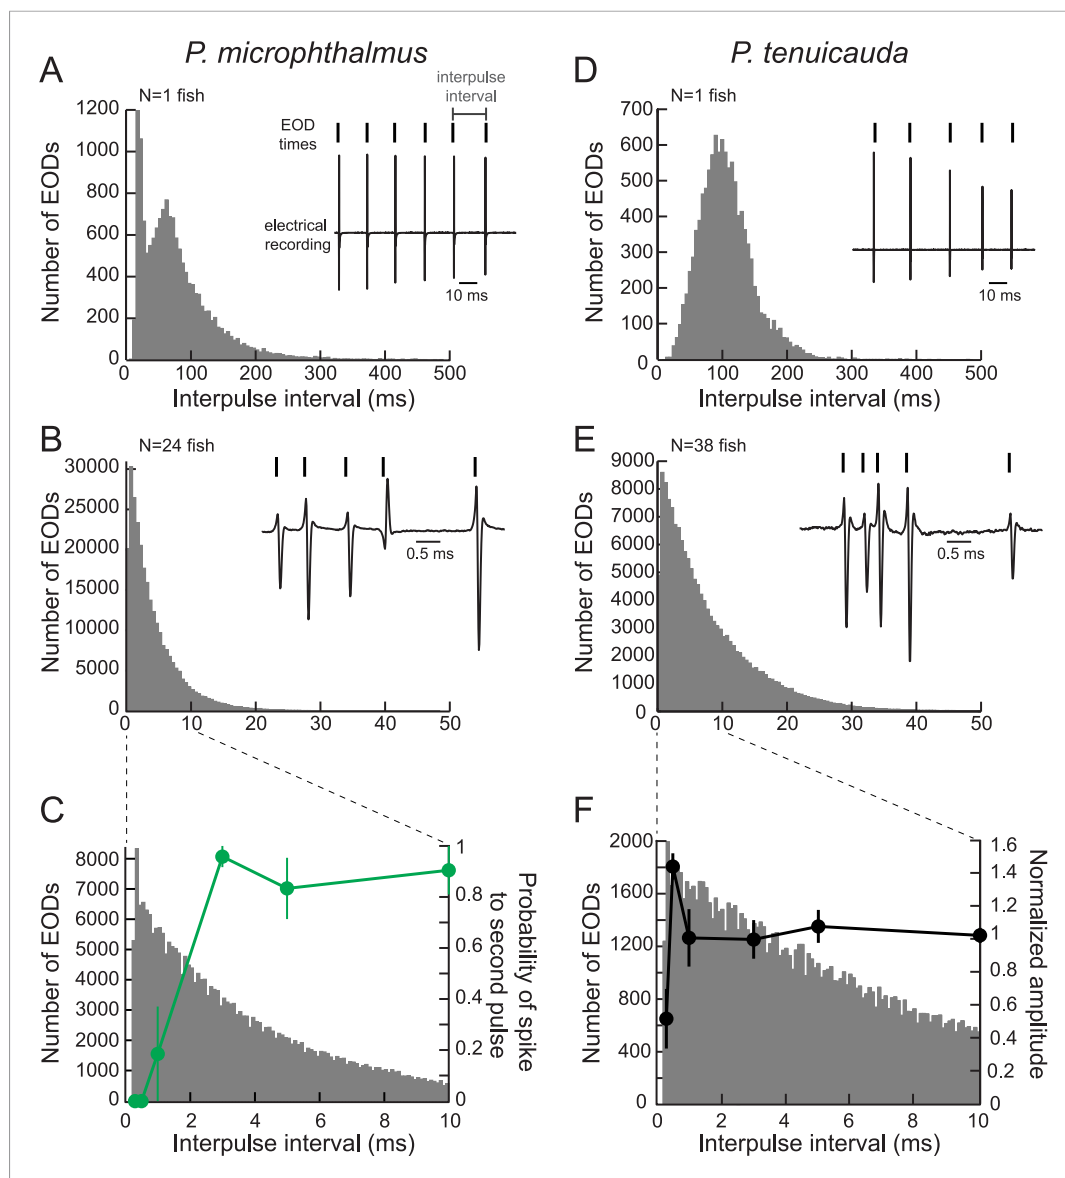 P. microphthalmus
P. tenuicauda
A
N=1 fish
interpulse
interval
EOD
times
electrical
recording
10 ms
Number of EODs
1200
1000
800
600
400
200
0
0 100 200 300 400 500
Interpulse interval (ms)
D
N=1 fish
10 ms
Number of EODs
700
600
500
400
300
200
100
0
0 100 200 300 400 500
Interpulse interval (ms)
B
N=24 fish
0.5 ms
Number of EODs
30000
25000
20000
15000
10000
5000
0
0 10 20 30 40 50
E
N=38 fish
0.5 ms
Number of EODs
9000
8000
7000
6000
5000
4000
3000
2000
1000
0
0 10 20 30 40 50
C
Number of EODs
8000
7000
6000
5000
4000
3000
2000
1000
0
0 2 4 6 8 10
Interpulse interval (ms)
1
0.8
0.6
0.4
0.2
0
Probability of spike
to second pulse
F
Number of EODs
2000
1600
1200
800
400
0
0 2 4 6 8 10
Interpulse interval (ms)
1.6
1.4
1.2
1
0.8
0.6
0.4
0.2
0
Normalized amplitude